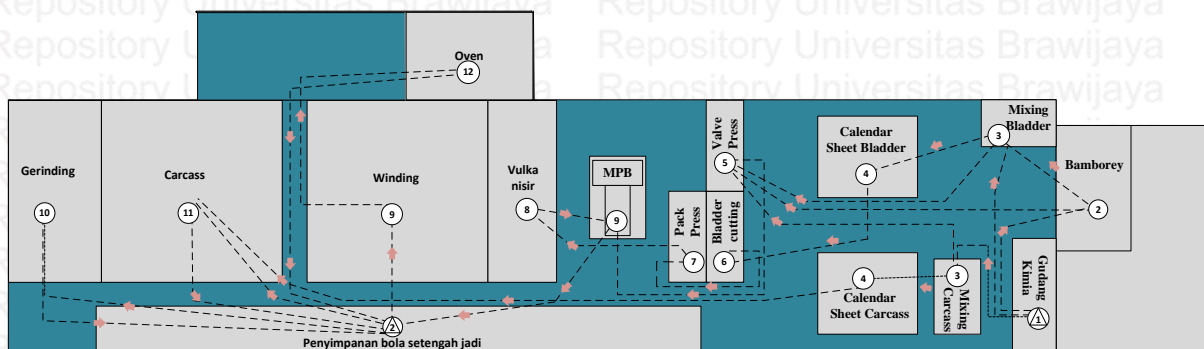 Repository Universitas Brawijaya
Repository Universitas Brawijaya
Repository Universitas Brawijaya
Repository Universitas Brawijaya
Oven
12
Gerinding
10
Carcass
11
Winding
9
Vulka
nisir
8
MPB
9
Pack
Press
7
Valve
Press
5
Bladder
cutting
6
Calendar
Sheet Bladder
4
4
Calendar
Sheet Carcass
Mixing
Bladder
3
Bamborey
2
3
Mixing
Carcass
Gudang
Kimia
1
2
Penyimpanan bola setengah jadi